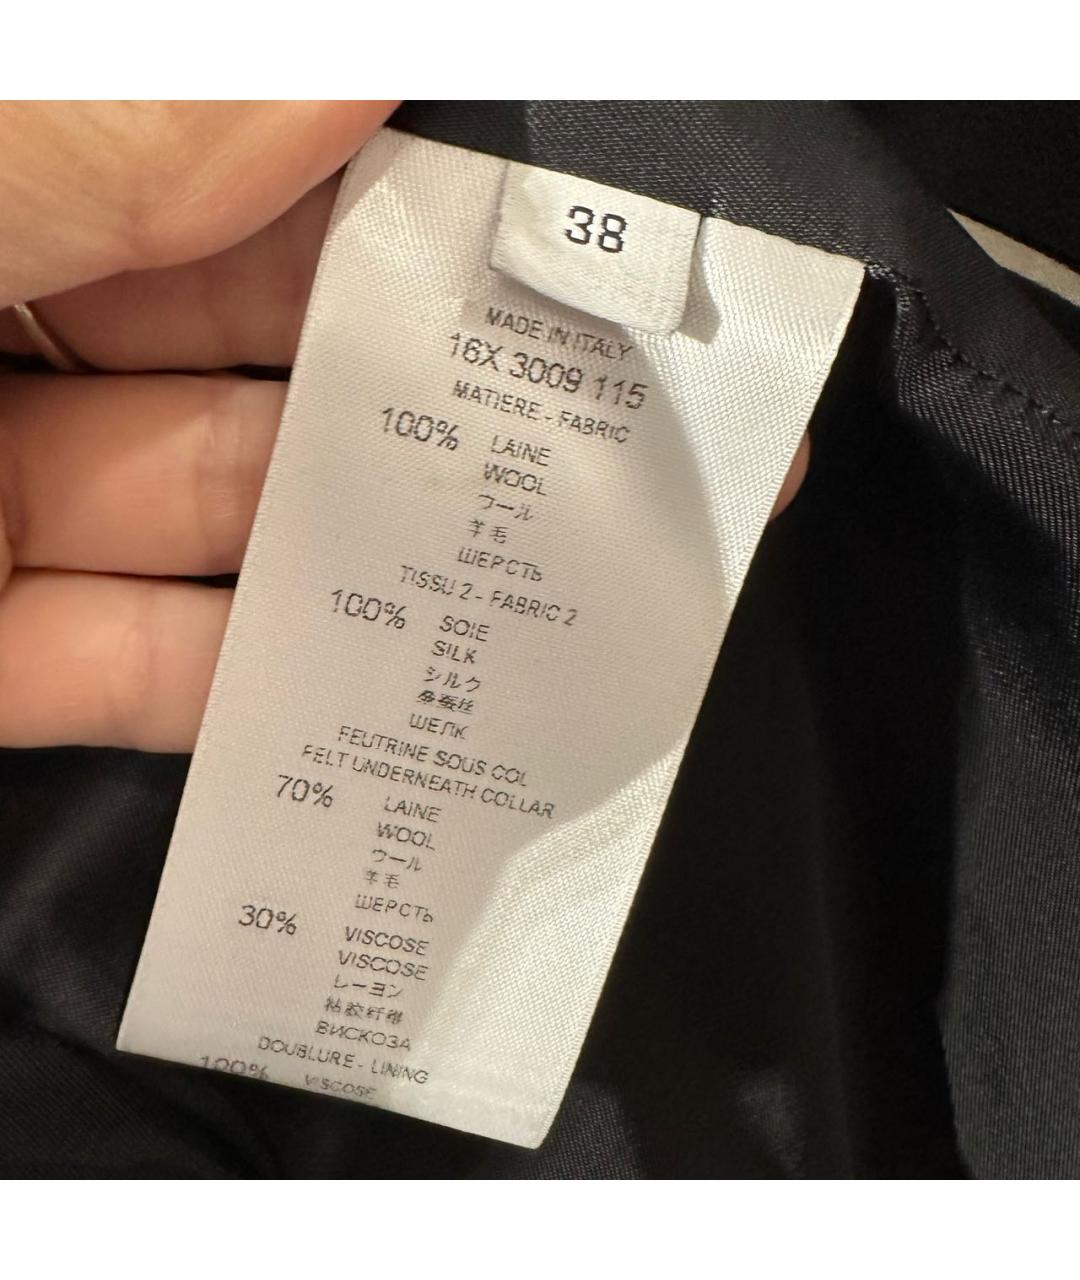 38
MADE IN ITALY
16X 3009 115
MATIERE - FABRIC
100% LAINE
WOOL
ウール
羊毛
ШЕРСТЬ
TISSU 2 - FABRIC 2
100% SOIE
SILK
シルク
桑蚕丝
ШЕЛК
FEUTRINE SOUS COL
FELT UNDERNEATH COLLAR
70% LAINE
WOOL
ウール
羊毛
ШЕРСТЬ
30% VISCOSE
VISCOSE
レーヨン
粘胶纤维
ВИСКОЗА
DOUBLURE - LINING
100% VISCOSE